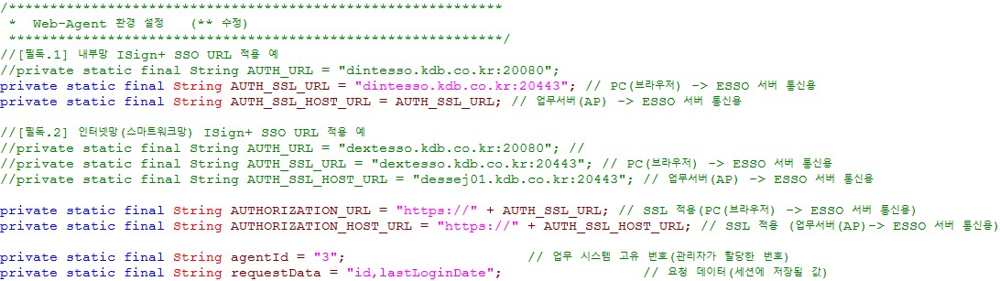 /************************************************************
 *  Web-Agent 환경 설정   (** 수정)
 ************************************************************/
//[필독.1] 내부망 ISign+ SSO URL 적용 예
//private static final String AUTH_URL = "dintesso.kdb.co.kr:20080";
private static final String AUTH_SSL_URL = "dintesso.kdb.co.kr:20443"; // PC(브라우저) -> ESSO 서버 통신용
private static final String AUTH_SSL_HOST_URL = AUTH_SSL_URL; // 업무서버(AP) -> ESSO 서버 통신용
//[필독.2] 인터넷망(스마트워크망) ISign+ SSO URL 적용 예
//private static final String AUTH_URL = "dextesso.kdb.co.kr:20080"; //
//private static final String AUTH_SSL_URL = "dextesso.kdb.co.kr:20443"; // PC(브라우저) -> ESSO 서버 통신용
//private static final String AUTH_SSL_HOST_URL = "dessej01.kdb.co.kr:20443"; // 업무서버(AP) -> ESSO 서버 통신용
private static final String AUTHORIZATION_URL = "https://" + AUTH_SSL_URL; // SSL 적용(PC(브라우저) -> ESSO 서버 통신용)
private static final String AUTHORIZATION_HOST_URL = "https://" + AUTH_SSL_HOST_URL; // SSL 적용 (업무서버(AP)-> ESSO 서버 통신용)
private static final String agentId = "3"; // 업무 시스템 고유 번호(관리자가 할당한 번호)
private static final String requestData = "id,lastLoginDate"; // 요청 데이터(세션에 저장될 값)